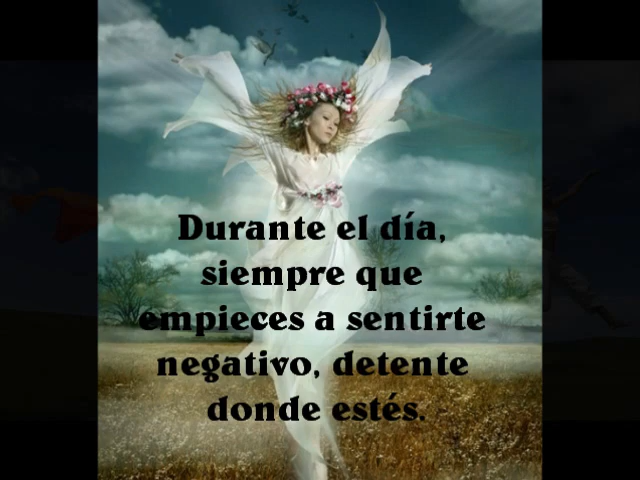 Durante el día,
siempre que
empieces a sentirte
negativo, detente
donde estés.